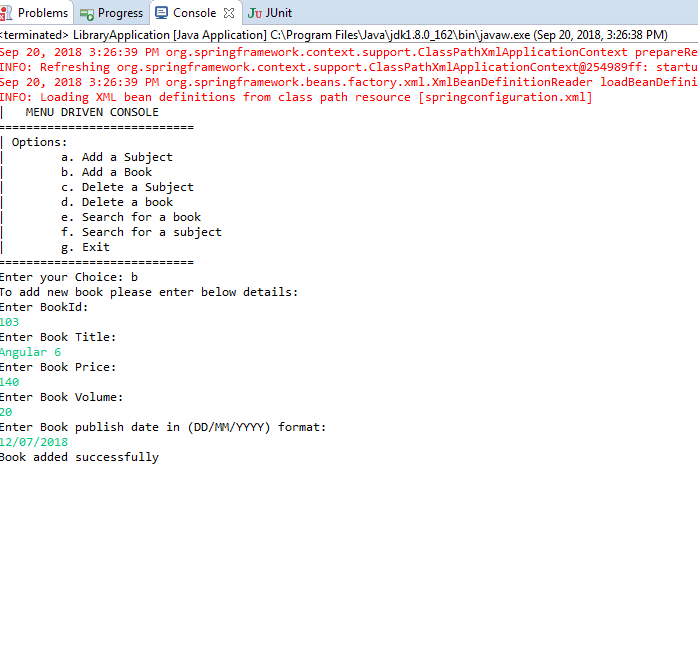 Problems Progress Console JUnit
<terminated> LibraryApplication [Java Application] C:\Program Files\Java\jdk1.8.0_162\bin\javaw.exe (Sep 20, 2018, 3:26:38 PM)
Sep 20, 2018 3:26:39 PM org.springframework.context.support.ClassPathXmlApplicationContext prepareRe
INFO: Refreshing org.springframework.context.support.ClassPathXmlApplicationContext@254989ff: startu
Sep 20, 2018 3:26:39 PM org.springframework.beans.factory.xml.XmlBeanDefinitionReader loadBeanDefini
INFO: Loading XML bean definitions from class path resource [springconfiguration.xml]
|   MENU DRIVEN CONSOLE
============================
| Options:
|        a. Add a Subject
|        b. Add a Book
|        c. Delete a Subject
|        d. Delete a book
|        e. Search for a book
|        f. Search for a subject
|        g. Exit
============================
Enter your Choice: b
To add new book please enter below details:
Enter BookId:
103
Enter Book Title:
Angular 6
Enter Book Price:
140
Enter Book Volume:
20
Enter Book publish date in (DD/MM/YYYY) format:
12/07/2018
Book added successfully